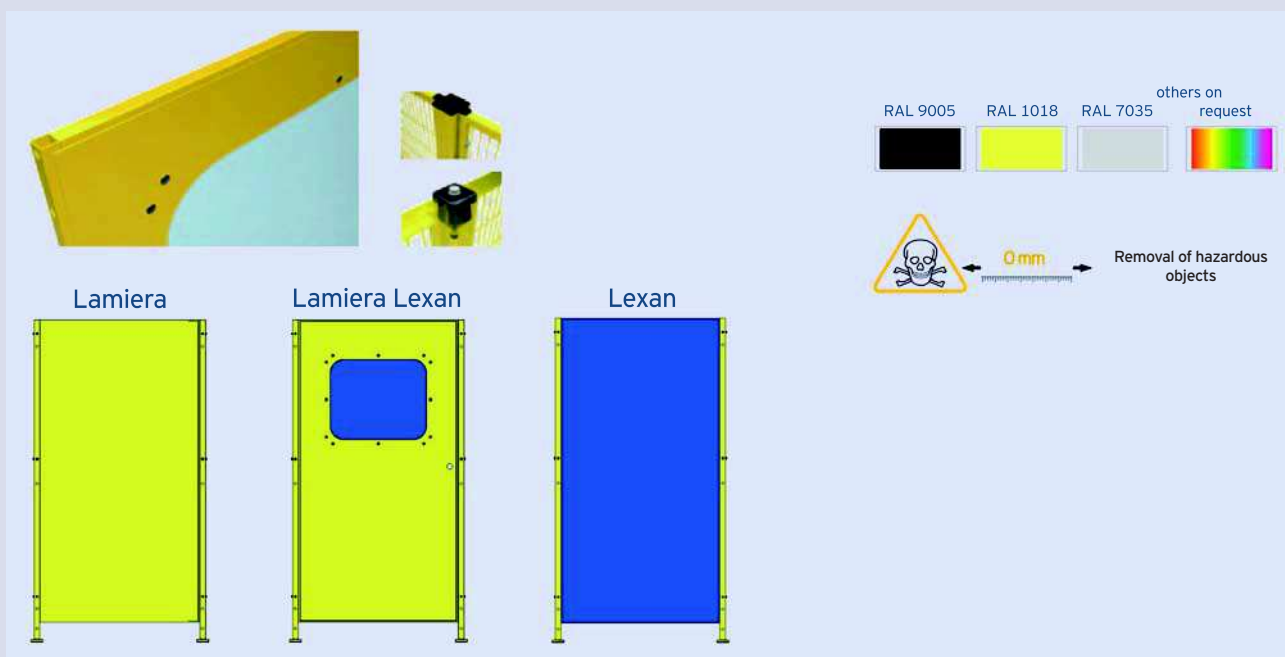 others on
RAL 9005 RAL 1018 RAL 7035 request
0 mm
Removal of hazardous
objects
Lamiera
Lamiera Lexan
Lexan